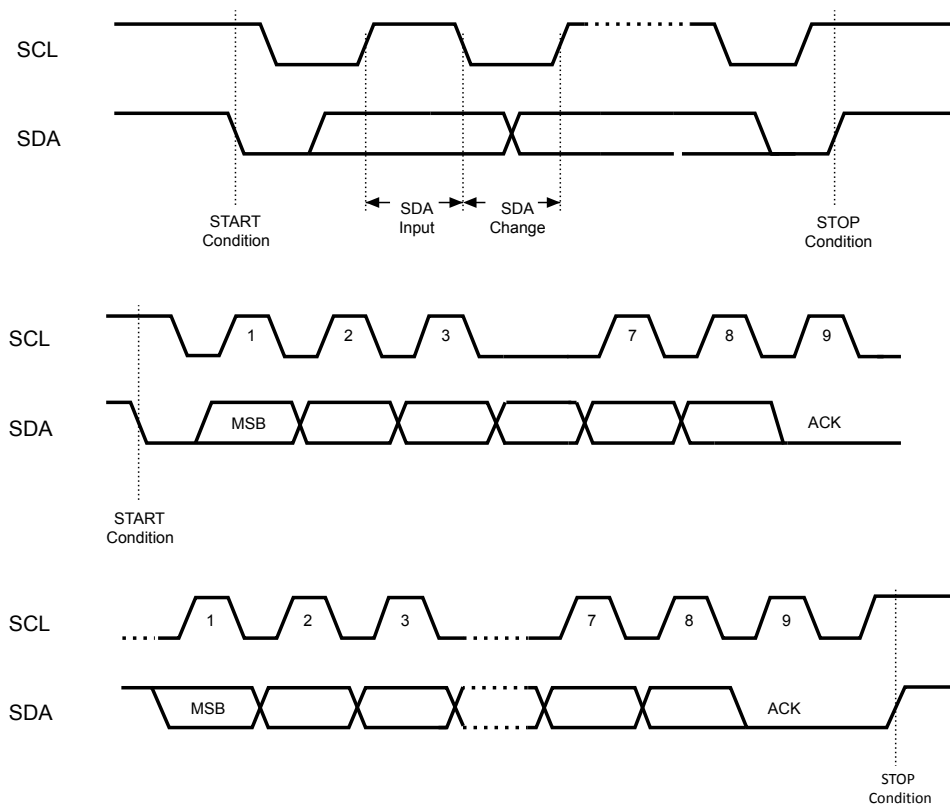 SCL
SDA
START
Condition
SDA
Input
SDA
Change
STOP
Condition
SCL
1 2 3 7 8 9
SDA
MSB ACK
START
Condition
SCL
1 2 3 7 8 9
SDA
MSB ACK
STOP
Condition